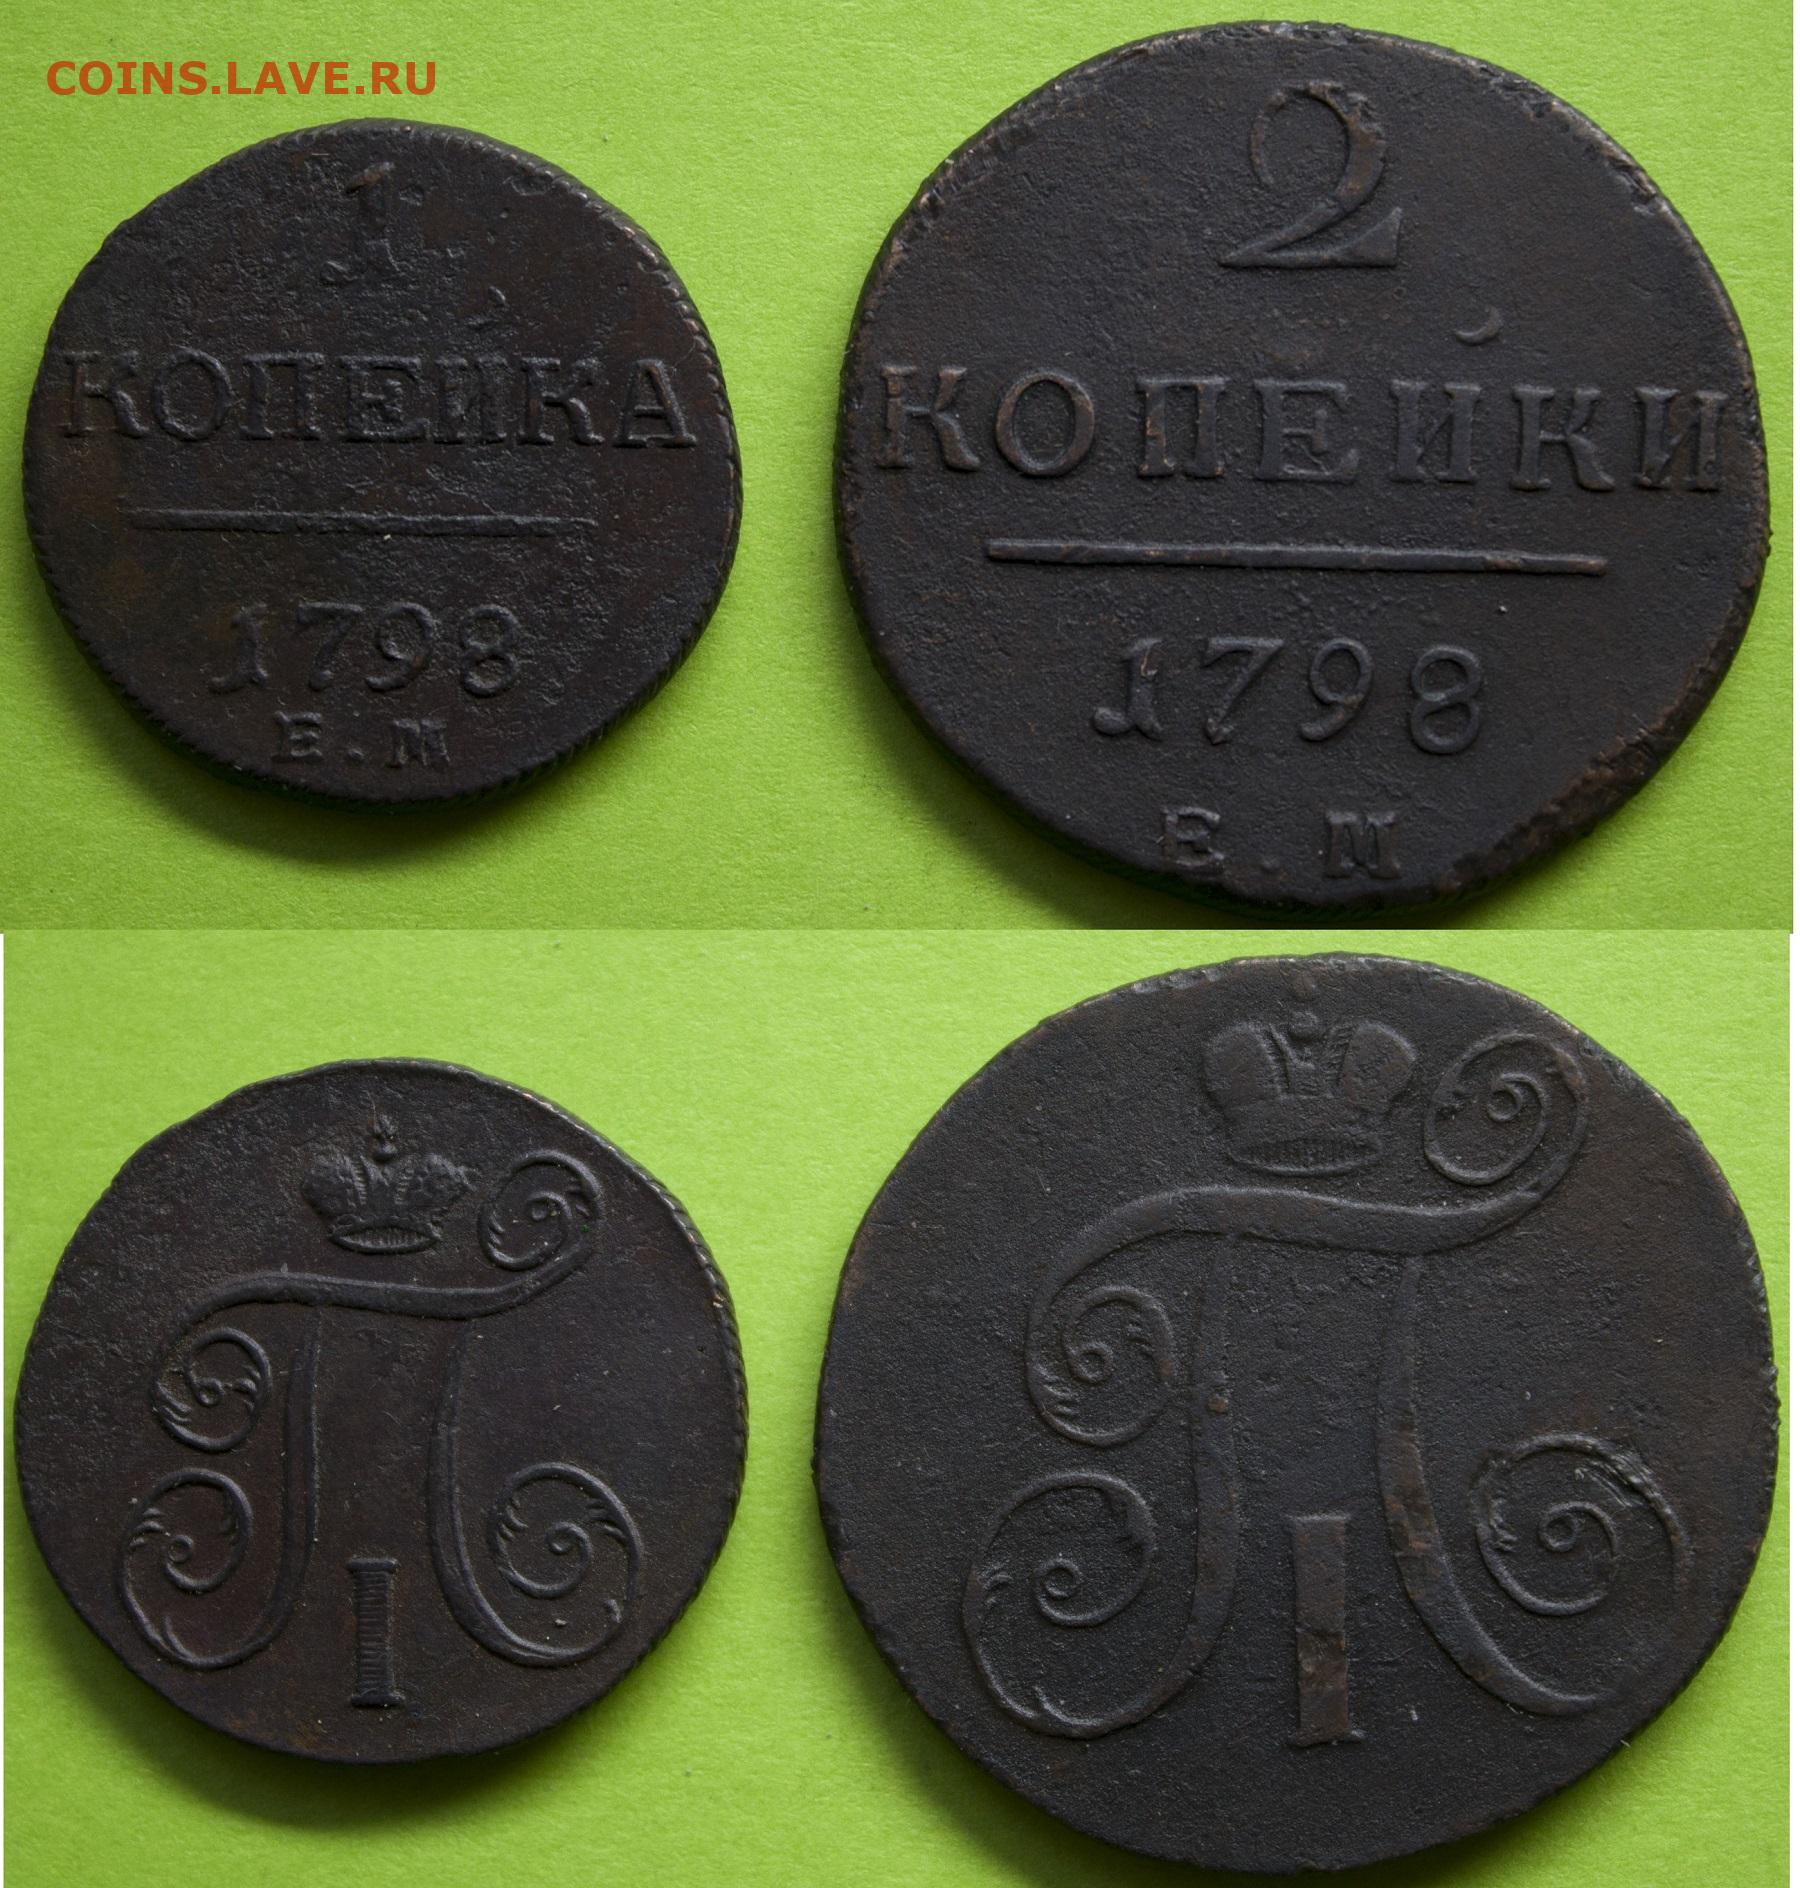 COINS.LAVE.RU
1
КОПЕЙКА
1798
Е.М
2
КОПЕЙКИ
1798
Е.М
П
I
П
I